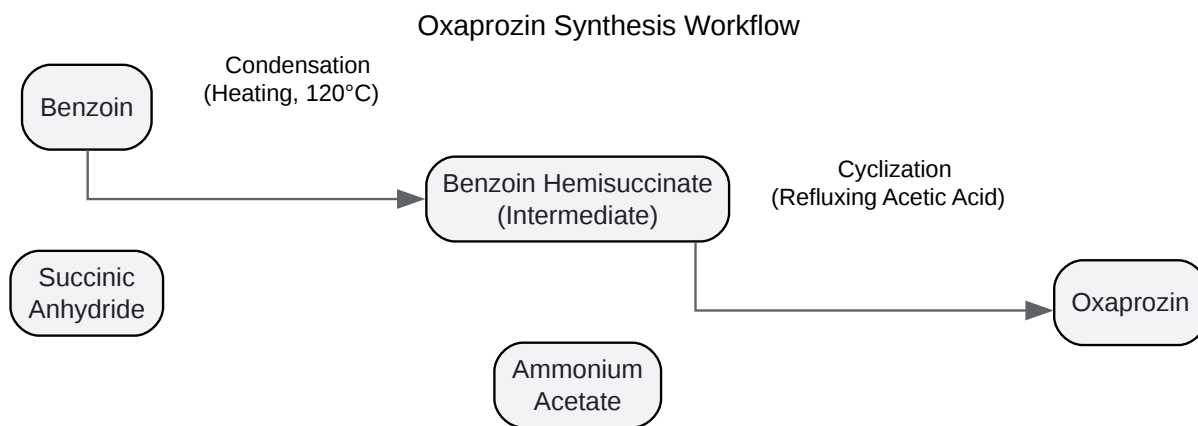 Oxaprozin Synthesis Workflow
Condensation
(Heating, 120°C)
Benzoin
Benzoin Hemisuccinate
(Intermediate)
Cyclization
(Refluxing Acetic Acid)
Succinic
Anhydride
Oxaprozin
Ammonium
Acetate